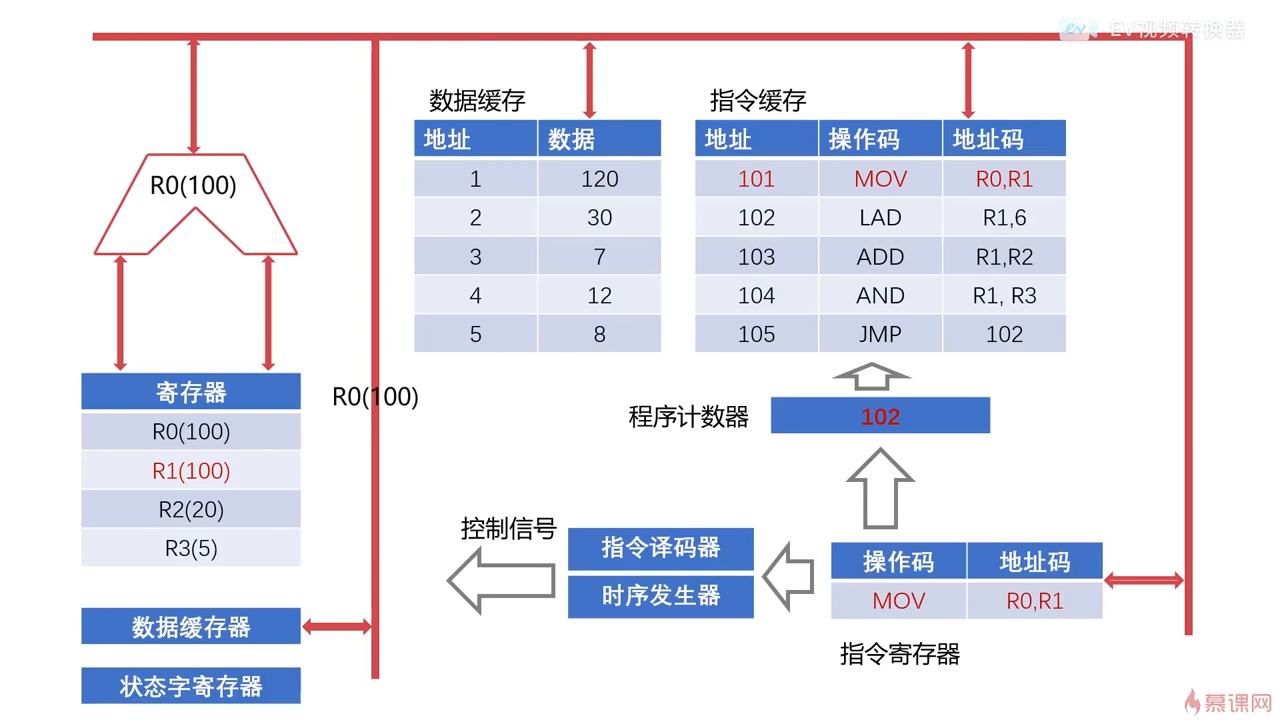 EV视频转换器
数据缓存
地址 数据
1 120
2 30
3 7
4 12
5 8
指令缓存
地址 操作码 地址码
101 MOV R0,R1
102 LAD R1,6
103 ADD R1,R2
104 AND R1, R3
105 JMP 102
R0(100)
寄存器
R0(100)
R1(100)
R2(20)
R3(5)
R0(100)
程序计数器 102
控制信号
指令译码器
时序发生器
操作码 地址码
MOV R0,R1
指令寄存器
数据缓存器
状态字寄存器
慕课网